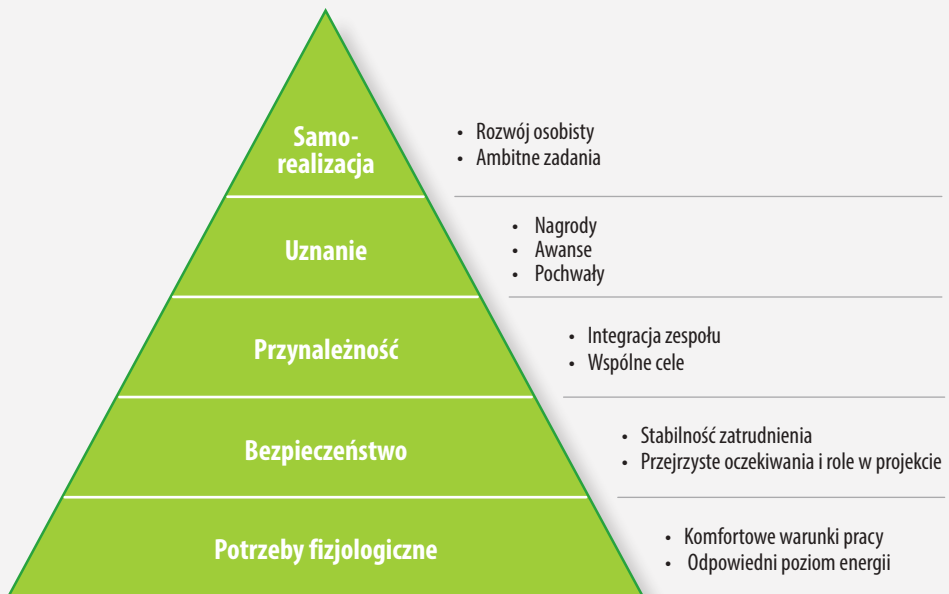 Samo-
realizacja
• Rozwój osobisty
• Ambitne zadania
Uznanie
• Nagrody
• Awanse
• Pochwały
Przynależność
• Integracja zespołu
• Wspólne cele
Bezpieczeństwo
• Stabilność zatrudnienia
• Przejrzyste oczekiwania i role w projekcie
Potrzeby fizjologiczne
• Komfortowe warunki pracy
• Odpowiedni poziom energii